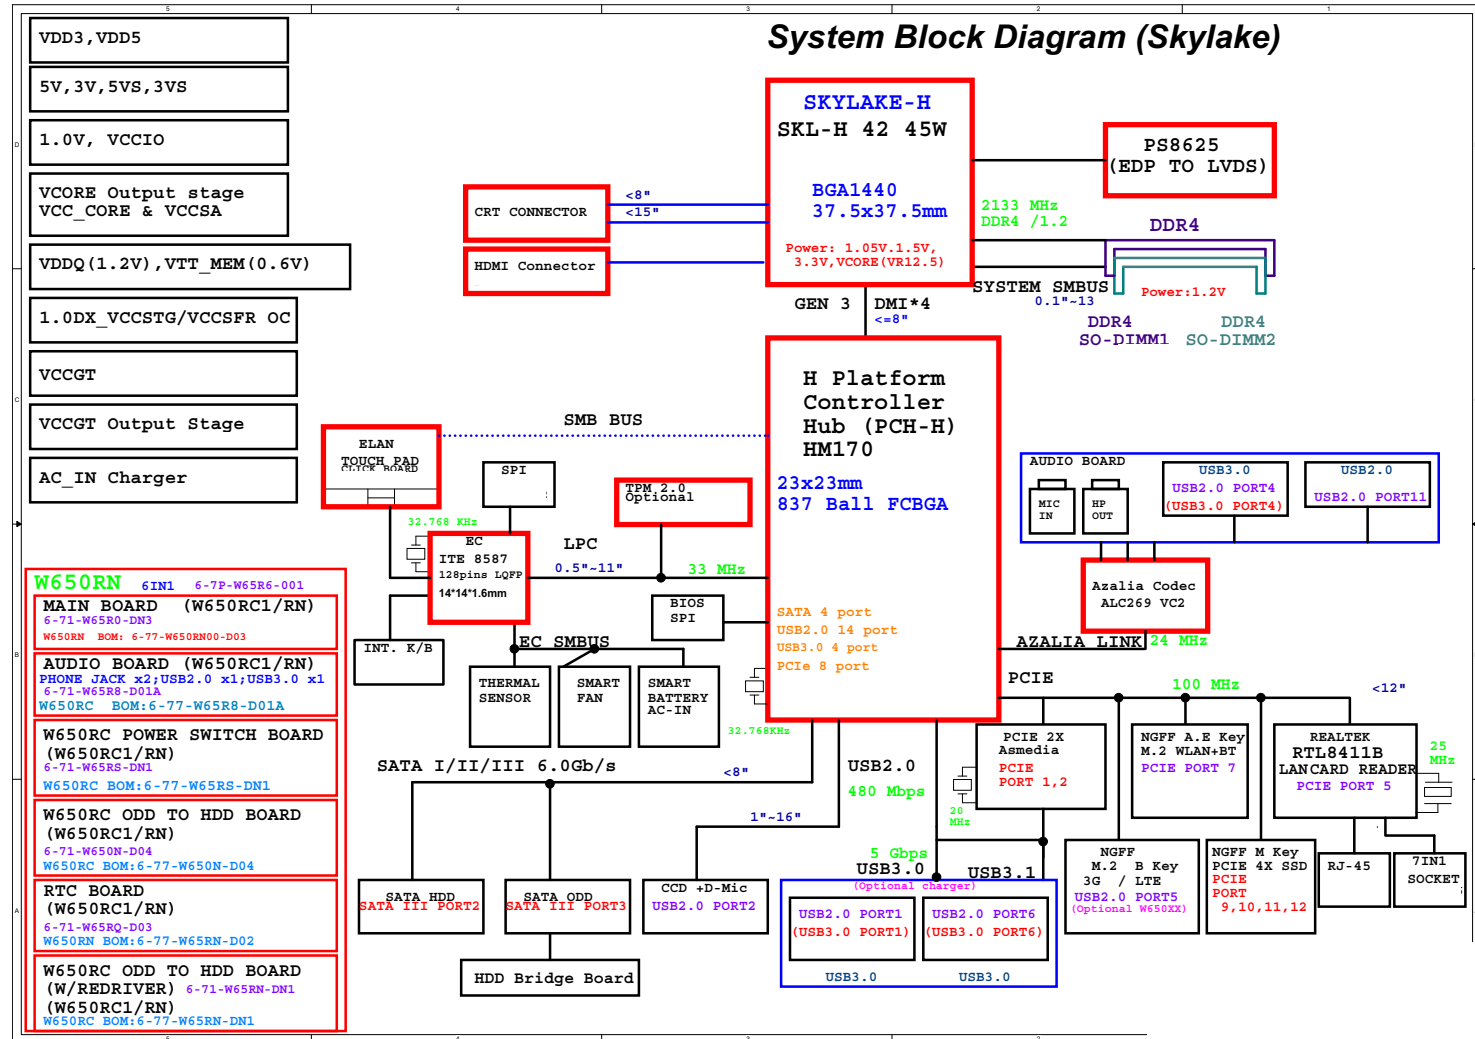 System Block Diagram (Skylake)
VDD3,VDD5
5V,3V,5VS,3VS
1.0V, VCCIO
VCORE Output stage
VCC_CORE & VCCSA
VDDQ(1.2V),VTT_MEM(0.6V)
1.0DX_VCCSTG/VCCSFR OC
VCCGT
VCCGT Output Stage
AC_IN Charger
SKYLAKE-H
SKL-H 42 45W
BGA1440
37.5x37.5mm
Power: 1.05V.1.5V,
3.3V,VCORE(VR12.5)
PS8625
(EDP TO LVDS)
CRT CONNECTOR
<8"
<15"
HDMI Connector
2133 MHz
DDR4 /1.2
DDR4
SYSTEM SMBUS
0.1"~13
Power:1.2V
DDR4
SO-DIMM1
DDR4
SO-DIMM2
GEN 3
DMI*4
<=8"
H Platform
Controller
Hub (PCH-H)
HM170
23x23mm
837 Ball FCBGA
SATA 4 port
USB2.0 14 port
USB3.0 4 port
PCIe 8 port
SMB BUS
ELAN
TOUCH PAD
CLICK BOARD
SPI
TPM 2.0
Optional
32.768 KHz
EC
ITE 8587
128pins LQFP
14*14*1.6mm
LPC
0.5"~11"
33 MHz
BIOS
SPI
INT. K/B
EC SMBUS
THERMAL
SENSOR
SMART
FAN
SMART
BATTERY
AC-IN
32.768KHz
AUDIO BOARD
MIC
IN
HP
OUT
USB3.0
USB2.0 PORT4
(USB3.0 PORT4)
USB2.0
USB2.0 PORT11
Azalia Codec
ALC269 VC2
AZALIA LINK
24 MHz
PCIE
100 MHz
<12"
PCIE 2X
Asmedia
PCIE
PORT 1,2
20
MHz
NGFF A.E Key
M.2 WLAN+BT
PCIE PORT 7
REALTEK
RTL8411B
LANCARD READER
PCIE PORT 5
25
MHz
NGFF
M.2 B Key
3G / LTE
USB2.0 PORT5
(Optional W650XX)
NGFF M Key
PCIE 4X SSD
PCIE
PORT
9,10,11,12
RJ-45
7IN1
SOCKET
SATA I/II/III 6.0Gb/s
<8"
1"~16"
USB2.0
480 Mbps
5 Gbps
USB3.0
USB3.1
(Optional charger)
SATA HDD
SATA III PORT2
SATA ODD
SATA III PORT3
HDD Bridge Board
CCD +D-Mic
USB2.0 PORT2
USB2.0 PORT1
(USB3.0 PORT1)
USB3.0
USB2.0 PORT6
(USB3.0 PORT6)
USB3.0
W650RN 6IN1 6-7P-W65R6-001
MAIN BOARD (W650RC1/RN)
6-71-W65R0-DN3
W650RN BOM: 6-77-W650RN00-D03
AUDIO BOARD (W650RC1/RN)
PHONE JACK x2;USB2.0 x1;USB3.0 x1
6-71-W65R8-D01A
W650RC BOM:6-77-W65R8-D01A
W650RC POWER SWITCH BOARD
(W650RC1/RN)
6-71-W65RS-DN1
W650RC BOM:6-77-W65RS-DN1
W650RC ODD TO HDD BOARD
(W650RC1/RN)
6-71-W650N-D04
W650RC BOM:6-77-W650N-D04
RTC BOARD
(W650RC1/RN)
6-71-W65RQ-D03
W650RN BOM:6-77-W65RN-D02
W650RC ODD TO HDD BOARD
(W/REDRIVER) 6-71-W65RN-DN1
(W650RC1/RN)
W650RC BOM:6-77-W65RN-DN1